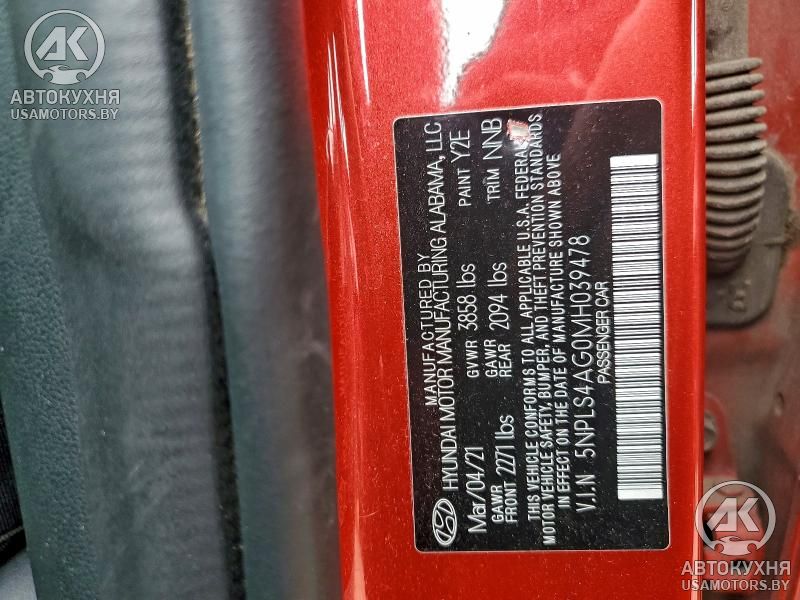 AK
АВТОКУХНЯ
USAMOTORS.BY
MANUFACTURED BY
HYUNDAI MOTOR MANUFACTURING ALABAMA, LLC
Mar/04/21 GVWR 3858 lbs PAINT Y2E
GAWR FRONT 2271 lbs GAWR REAR 2094 lbs TRIM NNB
THIS VEHICLE CONFORMS TO ALL APPLICABLE U.S.A. FEDERAL
MOTOR VEHICLE SAFETY, BUMPER, AND THEFT PREVENTION STANDARDS
IN EFFECT ON THE DATE OF MANUFACTURE SHOWN ABOVE
V.I.N 5NPLS4AG0MH039478
PASSENGER CAR
AK
АВТОКУХНЯ
USAMOTORS.BY